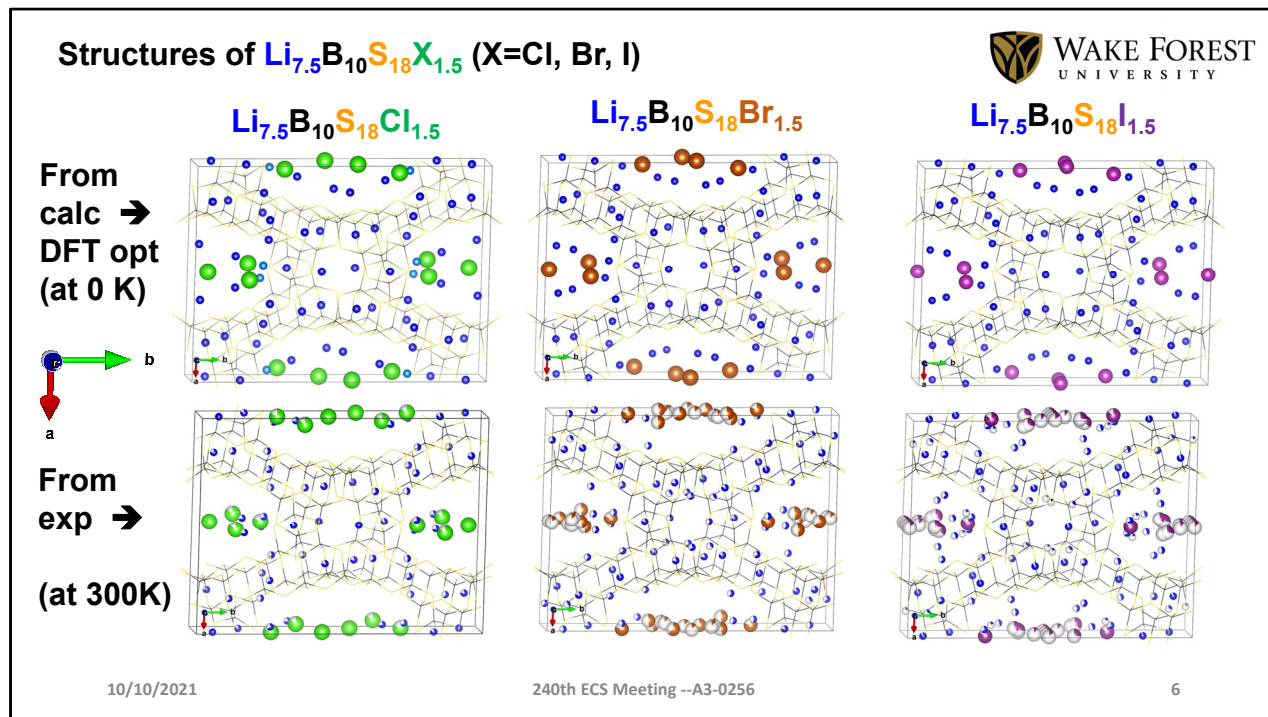 Structures of Li7.5B10S18X1.5 (X=Cl, Br, I)
WAKE FOREST
UNIVERSITY
Li7.5B10S18Cl1.5
Li7.5B10S18Br1.5
Li7.5B10S18I1.5
From
calc ➔
DFT opt
(at 0 K)
b
a
b
a
b
a
b
a
From
exp ➔
(at 300K)
b
a
b
a
b
a
10/10/2021
240th ECS Meeting --A3-0256
6